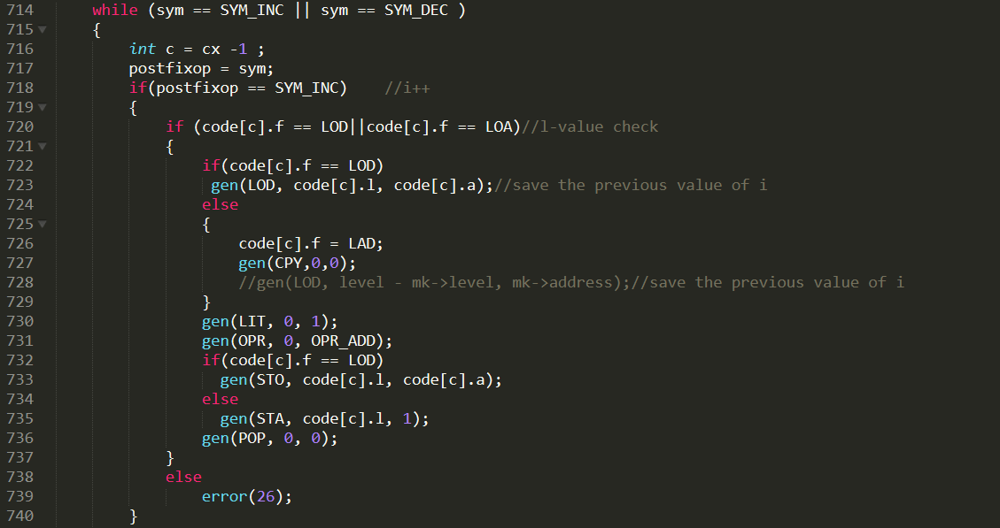 714 while (sym == SYM_INC || sym == SYM_DEC )
715 {
716 int c = cx -1 ;
717 postfixop = sym;
718 if(postfixop == SYM_INC) //i++
719 {
720 if (code[c].f == LOD||code[c].f == LOA)//l-value check
721 {
722 if(code[c].f == LOD)
723 gen(LOD, code[c].l, code[c].a);//save the previous value of i
724 else
725 {
726 code[c].f = LAD;
727 gen(CPY,0,0);
728 //gen(LOD, level - mk->level, mk->address);//save the previous value of i
729 }
730 gen(LIT, 0, 1);
731 gen(OPR, 0, OPR_ADD);
732 if(code[c].f == LOD)
733 gen(STO, code[c].l, code[c].a);
734 else
735 gen(STA, code[c].l, 1);
736 gen(POP, 0, 0);
737 }
738 else
739 error(26);
740 }